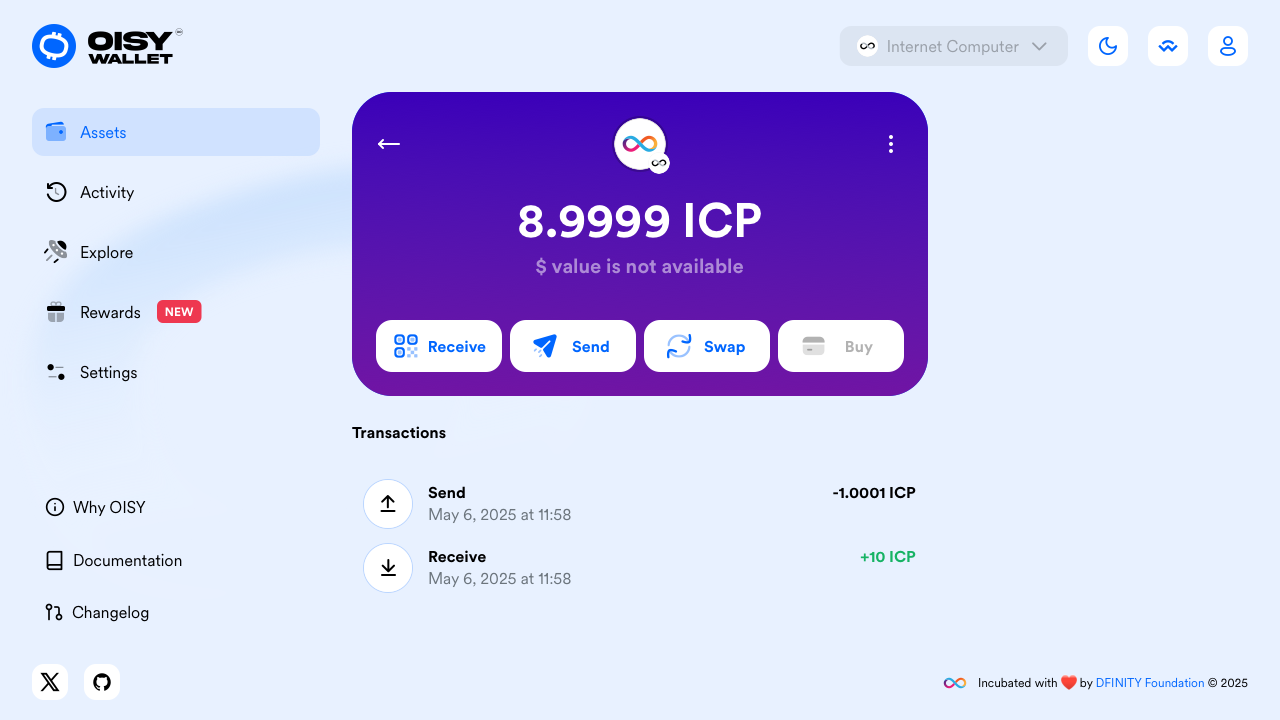 OISY
WALLET
Internet Computer
Assets
Activity
Explore
Rewards NEW
Settings
Why OISY
Documentation
Changelog
8.9999 ICP
$ value is not available
Receive
Send
Swap
Buy
Transactions
Send
-1.0001 ICP
May 6, 2025 at 11:58
Receive
+10 ICP
May 6, 2025 at 11:58
Incubated with ❤️ by DFINITY Foundation © 2025